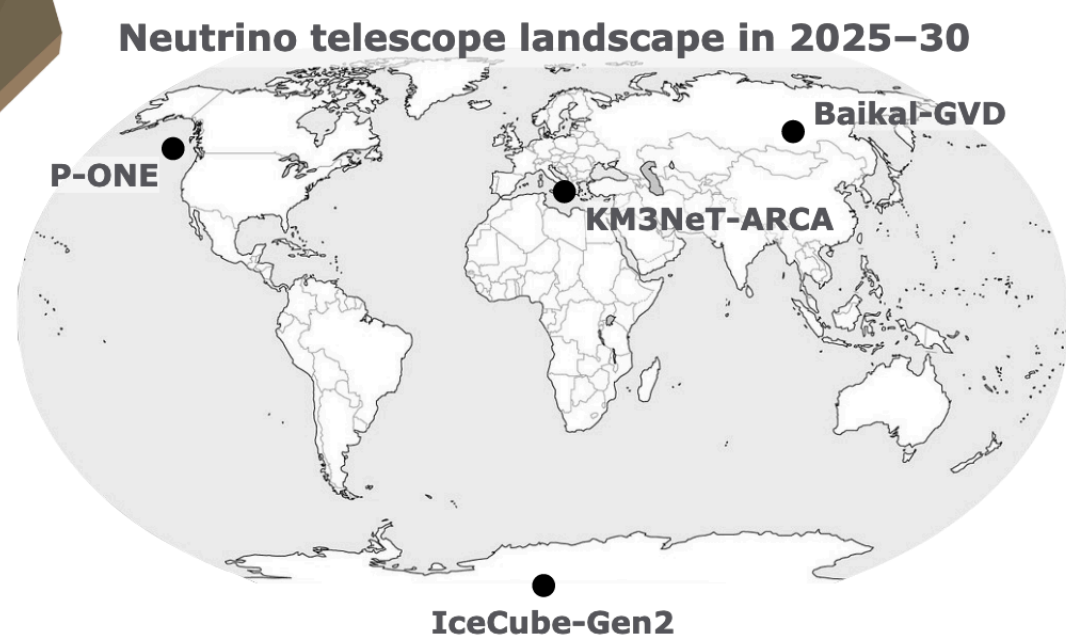 Neutrino telescope landscape in 2025–30
Baikal-GVD
P-ONE
KM3NeT-ARCA
IceCube-Gen2